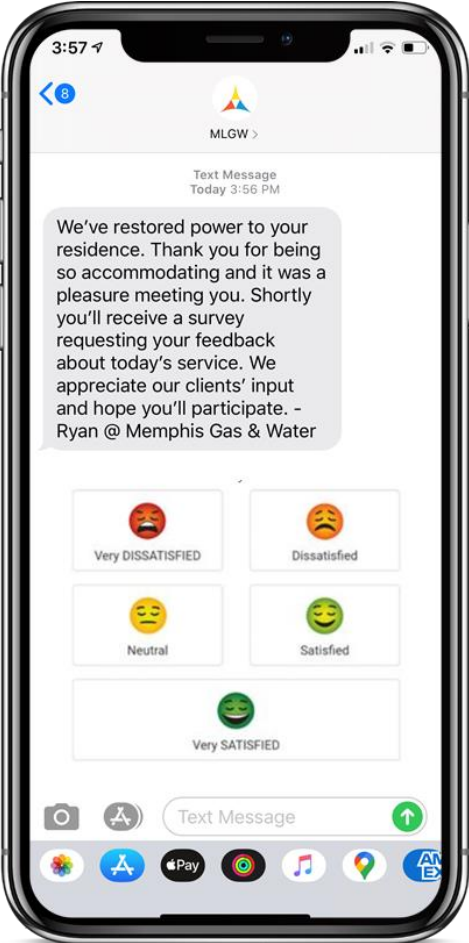 3:57
8
MLGW >
Text Message
Today 3:56 PM
We've restored power to your
residence. Thank you for being
so accommodating and it was a
pleasure meeting you. Shortly
you'll receive a survey
requesting your feedback
about today's service. We
appreciate our clients' input
and hope you'll participate. -
Ryan @ Memphis Gas & Water
Very DISSATISFIED
Dissatisfied
Neutral
Satisfied
Very SATISFIED
Text Message
Pay
AM
EX